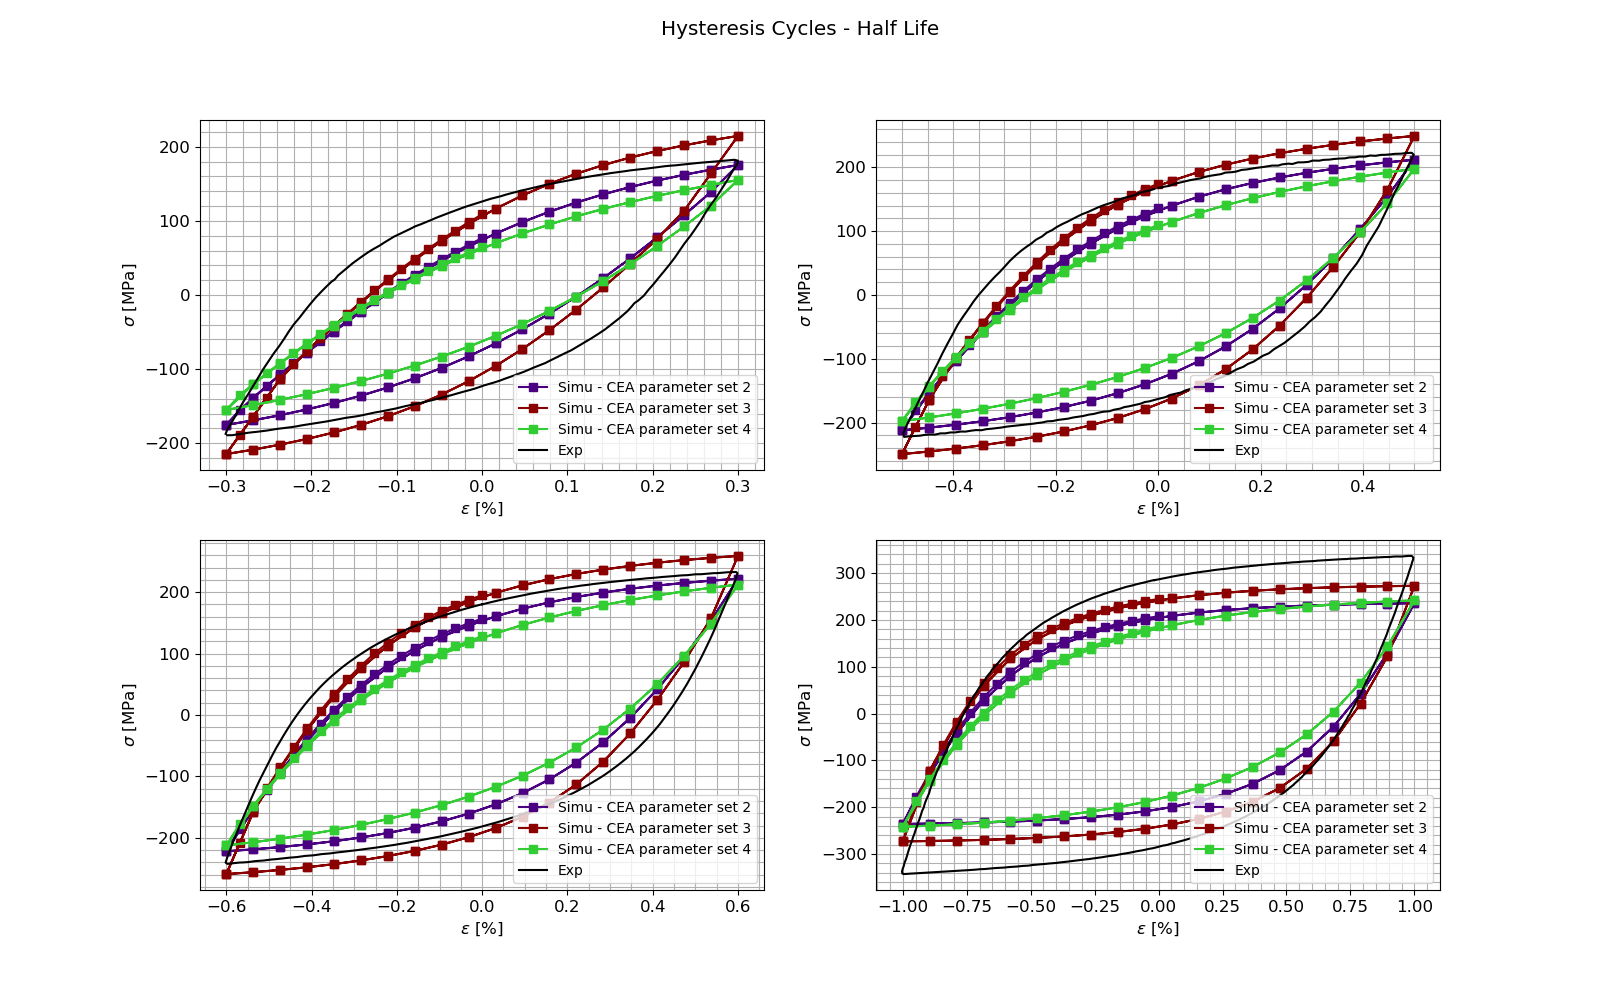 Hysteresis Cycles - Half Life
σ [MPa]
200
100
0
−100
−200
Simu - CEA parameter set 2
Simu - CEA parameter set 3
Simu - CEA parameter set 4
Exp
−0.3 −0.2 −0.1 0.0 0.1 0.2 0.3
ε [%]
σ [MPa]
200
100
0
−100
−200
Simu - CEA parameter set 2
Simu - CEA parameter set 3
Simu - CEA parameter set 4
Exp
−0.4 −0.2 0.0 0.2 0.4
ε [%]
σ [MPa]
200
100
0
−100
−200
Simu - CEA parameter set 2
Simu - CEA parameter set 3
Simu - CEA parameter set 4
Exp
−0.6 −0.4 −0.2 0.0 0.2 0.4 0.6
ε [%]
σ [MPa]
300
200
100
0
−100
−200
−300
Simu - CEA parameter set 2
Simu - CEA parameter set 3
Simu - CEA parameter set 4
Exp
−1.00 −0.75 −0.50 −0.25 0.00 0.25 0.50 0.75 1.00
ε [%]